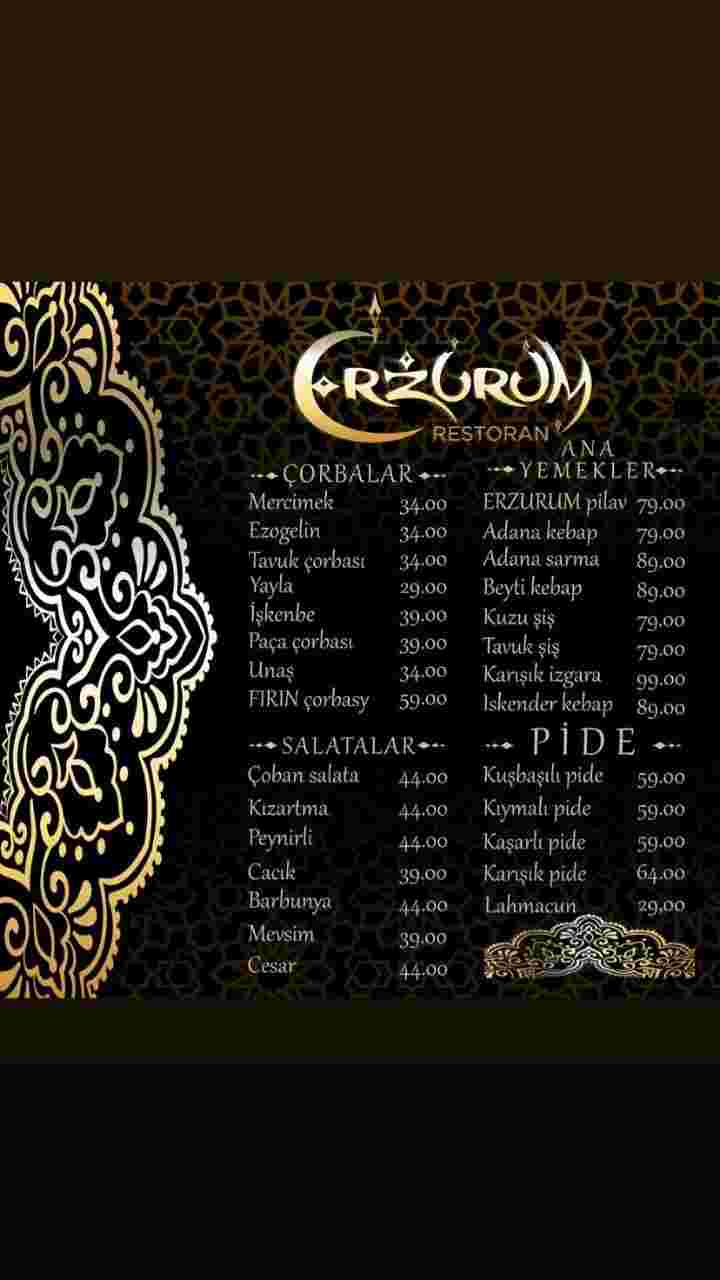 ERZURUM
RESTORAN
ÇORBALAR
Mercimek 34.00
Ezogelin 34.00
Tavuk çorbası 34.00
Yayla 29.00
İşkenbe 39.00
Paça çorbası 39.00
Unaş 34.00
FIRIN çorbasy 59.00
SALATALAR
Çoban salata 44.00
Kızartma 44.00
Peynirli 44.00
Cacık 39.00
Barbunya 44.00
Mevsim 39.00
Cesar 44.00
ANA
YEMEKLER
ERZURUM pilav 79.00
Adana kebap 79.00
Adana sarma 89.00
Beyti kebap 89.00
Kuzu şiş 79.00
Tavuk şiş 79.00
Karışık izgara 99.00
Iskender kebap 89.00
PİDE
Kuşbaşılı pide 59.00
Kıymalı pide 59.00
Kaşarlı pide 59.00
Karışık pide 64.00
Lahmacun 29,00